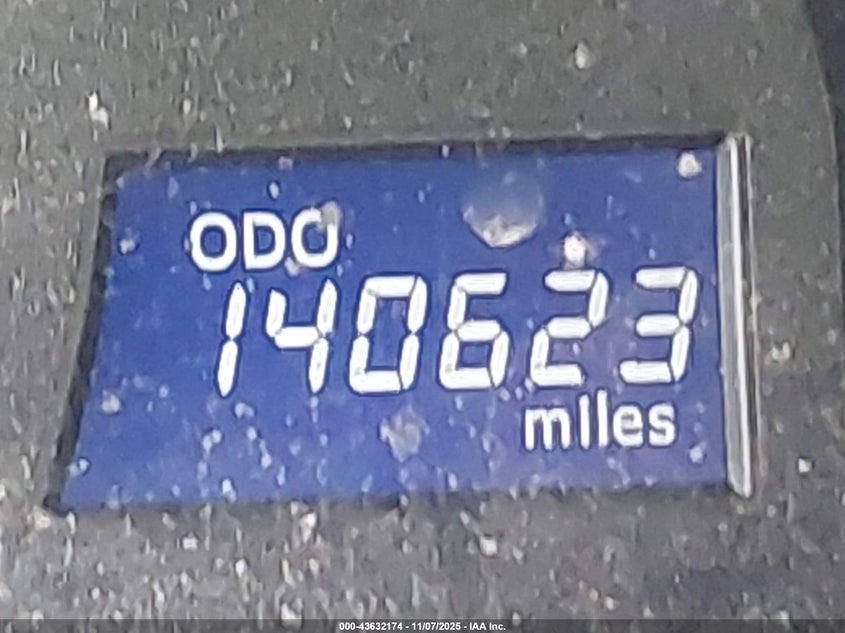 ODO
140623
miles
000-43632174 - 11/07/2025 - IAA Inc.